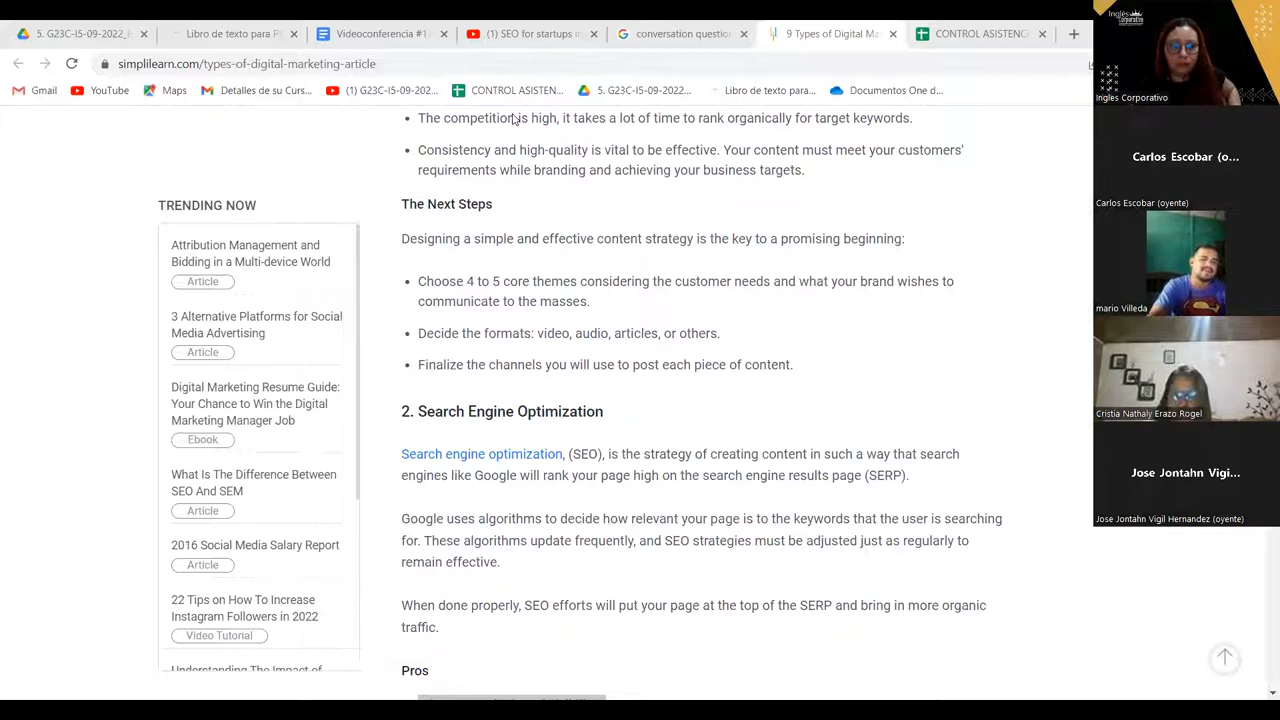 5. G23C-I5-09-2022_
Libro de texto para P
Videoconferencia #T
(1) SEO for startups i
conversation questio
9 Types of Digital Ma
CONTROL ASISTENC
simplilearn.com/types-of-digital-marketing-article
Gmail
YouTube
Maps
Detalles de su Curs...
(1) G23C-I5-09-202...
CONTROL ASISTEN...
5. G23C-I5-09-2022...
Libro de texto para...
Documentos One d...
The competition is high, it takes a lot of time to rank organically for target keywords.
Consistency and high-quality is vital to be effective. Your content must meet your customers'
requirements while branding and achieving your business targets.
The Next Steps
Designing a simple and effective content strategy is the key to a promising beginning:
Choose 4 to 5 core themes considering the customer needs and what your brand wishes to
communicate to the masses.
Decide the formats: video, audio, articles, or others.
Finalize the channels you will use to post each piece of content.
2. Search Engine Optimization
Search engine optimization, (SEO), is the strategy of creating content in such a way that search
engines like Google will rank your page high on the search engine results page (SERP).
Google uses algorithms to decide how relevant your page is to the keywords that the user is searching
for. These algorithms update frequently, and SEO strategies must be adjusted just as regularly to
remain effective.
When done properly, SEO efforts will put your page at the top of the SERP and bring in more organic
traffic.
Pros
TRENDING NOW
Attribution Management and
Bidding in a Multi-device World
Article
3 Alternative Platforms for Social
Media Advertising
Article
Digital Marketing Resume Guide:
Your Chance to Win the Digital
Marketing Manager Job
Ebook
What Is The Difference Between
SEO And SEM
Article
2016 Social Media Salary Report
Article
22 Tips on How To Increase
Instagram Followers in 2022
Video Tutorial
Understanding The Impact of
Inglés
Corporativo
Ingles Corporativo
Carlos Escobar (o...
Carlos Escobar (oyente)
mario Villeda
Cristia Nathaly Erazo Rogel
Jose Jontahn Vigi...
Jose Jontahn Vigil Hernandez (oyente)